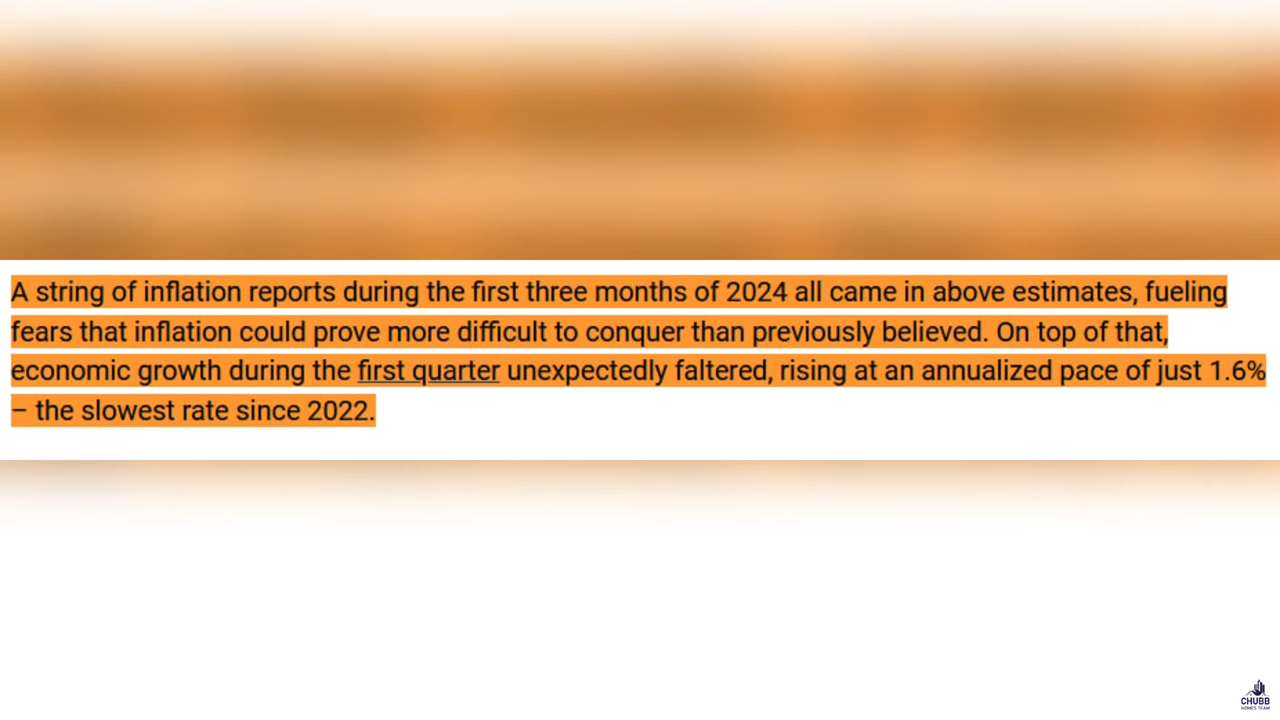 A string of inflation reports during the first three months of 2024 all came in above estimates, fueling
fears that inflation could prove more difficult to conquer than previously believed. On top of that,
economic growth during the first quarter unexpectedly faltered, rising at an annualized pace of just 1.6%
– the slowest rate since 2022.
CHUBB
HOMES TEAM